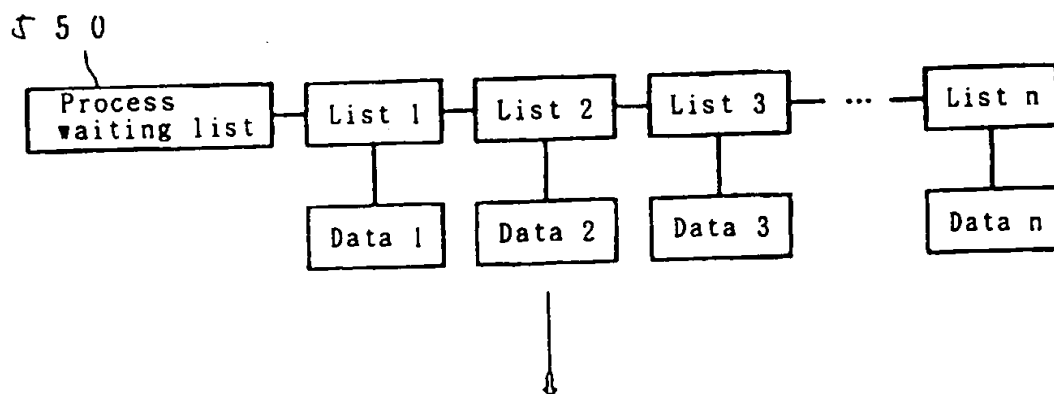 5 5 0
Process
waiting list
List 1
List 2
List 3
...
List n
Data 1
Data 2
Data 3
Data n